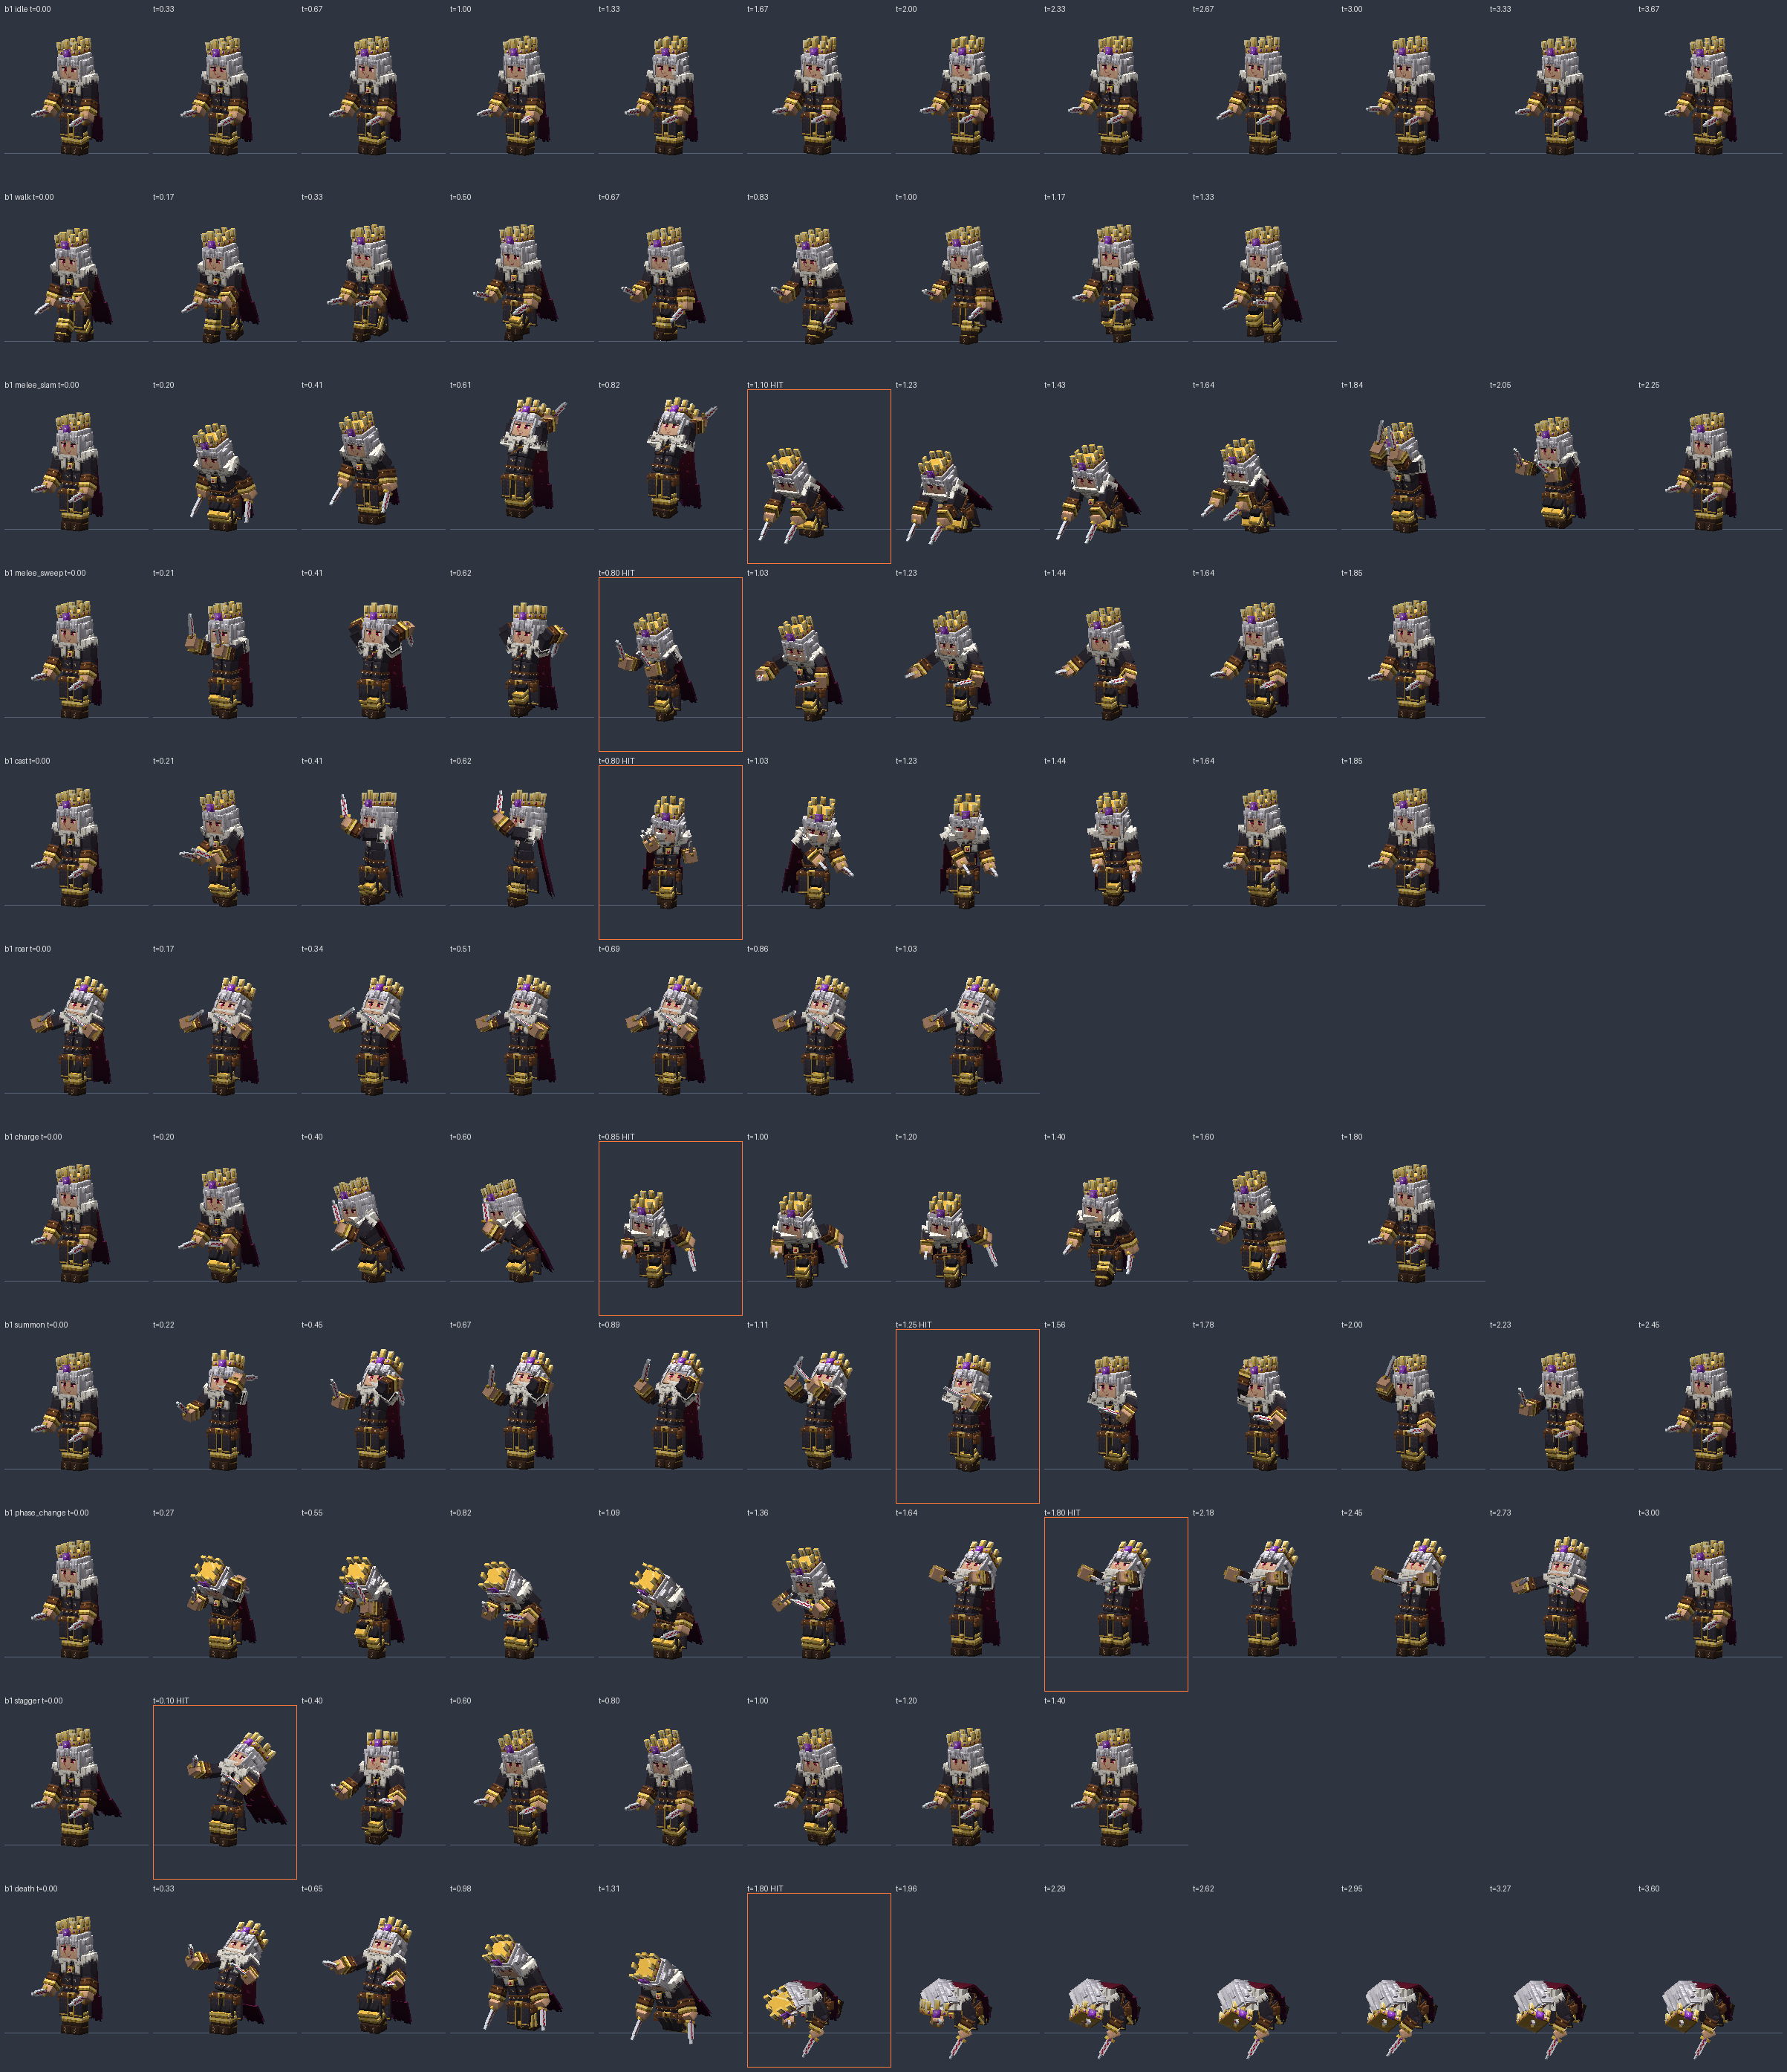 b1 idle t=0.00 t=0.33 t=0.67 t=1.00 t=1.33 t=1.67 t=2.00 t=2.33 t=2.67 t=3.00 t=3.33 t=3.67
b1 walk t=0.00 t=0.17 t=0.33 t=0.50 t=0.67 t=0.83 t=1.00 t=1.17 t=1.33
b1 melee_slam t=0.00 t=0.20 t=0.41 t=0.61 t=0.82 t=1.10 HIT t=1.23 t=1.43 t=1.64 t=1.84 t=2.05 t=2.25
b1 melee_sweep t=0.00 t=0.21 t=0.41 t=0.62 t=0.80 HIT t=1.03 t=1.23 t=1.44 t=1.64 t=1.85
b1 cast t=0.00 t=0.21 t=0.41 t=0.62 t=0.80 HIT t=1.03 t=1.23 t=1.44 t=1.64 t=1.85
b1 roar t=0.00 t=0.17 t=0.34 t=0.51 t=0.69 t=0.86 t=1.03
b1 charge t=0.00 t=0.20 t=0.40 t=0.60 t=0.85 HIT t=1.00 t=1.20 t=1.40 t=1.60 t=1.80
b1 summon t=0.00 t=0.22 t=0.45 t=0.67 t=0.89 t=1.11 t=1.25 HIT t=1.56 t=1.78 t=2.00 t=2.23 t=2.45
b1 phase_change t=0.00 t=0.27 t=0.55 t=0.82 t=1.09 t=1.36 t=1.64 t=1.80 HIT t=2.18 t=2.45 t=2.73 t=3.00
b1 stagger t=0.00 t=0.10 HIT t=0.40 t=0.60 t=0.80 t=1.00 t=1.20 t=1.40
b1 death t=0.00 t=0.33 t=0.65 t=0.98 t=1.31 t=1.80 HIT t=1.96 t=2.29 t=2.62 t=2.95 t=3.27 t=3.60